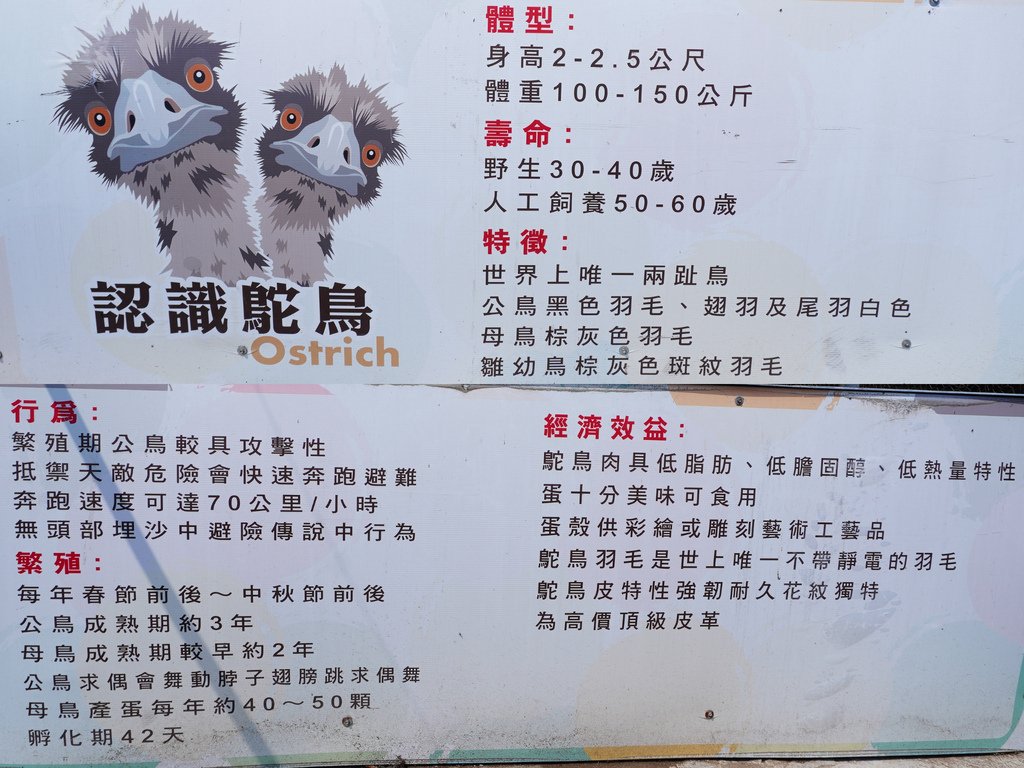 認識鴕鳥
Ostrich
體型：
身高2-2.5公尺
體重100-150公斤
壽命：
野生30-40歲
人工飼養50-60歲
特徵：
世界上唯一兩趾鳥
公鳥黑色羽毛、翅羽及尾羽白色
母鳥棕灰色羽毛
雛幼鳥棕灰色斑紋羽毛
行為：
繁殖期公鳥較具攻擊性
抵禦天敵危險會快速奔跑避難
奔跑速度可達70公里/小時
無頭部埋沙中避險傳說中行為
繁殖：
每年春節前後～中秋節前後
公鳥成熟期約3年
母鳥成熟期較早約2年
公鳥求偶會舞動脖子翅膀跳求偶舞
母鳥產蛋每年約40～50顆
孵化期42天
經濟效益：
鴕鳥肉具低脂肪、低膽固醇、低熱量特性
蛋十分美味可食用
蛋殼供彩繪或雕刻藝術工藝品
鴕鳥羽毛是世上唯一不帶靜電的羽毛
鴕鳥皮特性強韌耐久花紋獨特
為高價頂級皮革